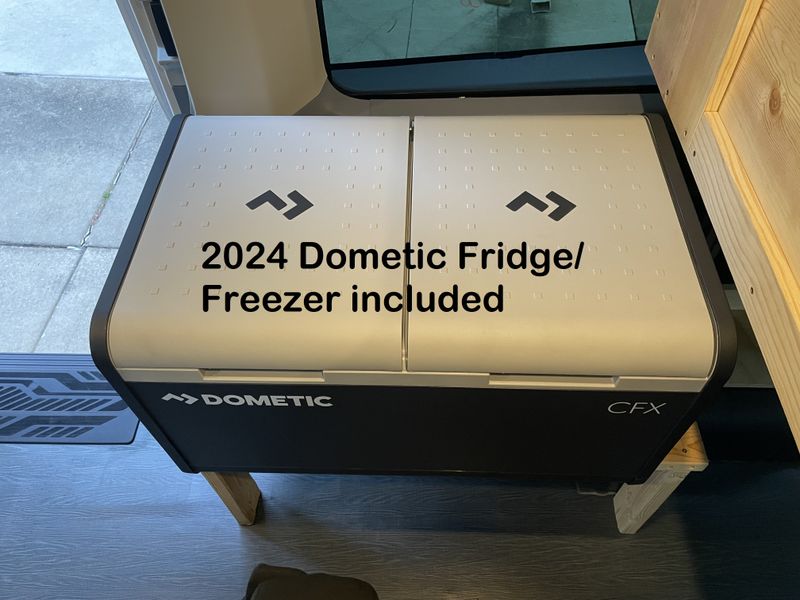 2024 Dometic Fridge/
Freezer included
DOMETIC
CFX